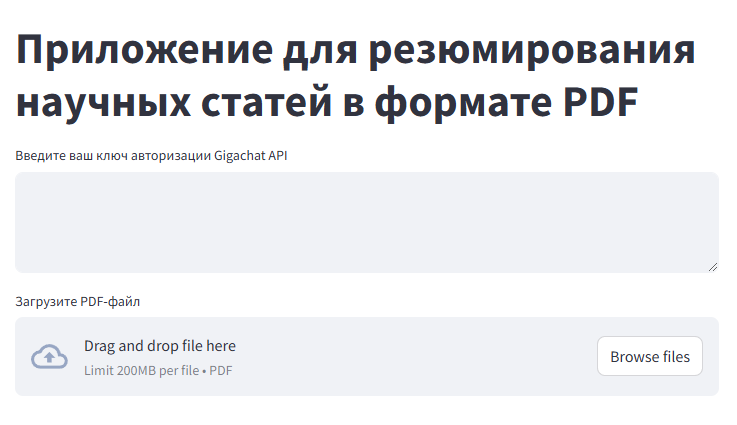 Приложение для резюмирования
научных статей в формате PDF
Введите ваш ключ авторизации Gigachat API
Загрузите PDF-файл
Drag and drop file here
Limit 200MB per file • PDF
Browse files